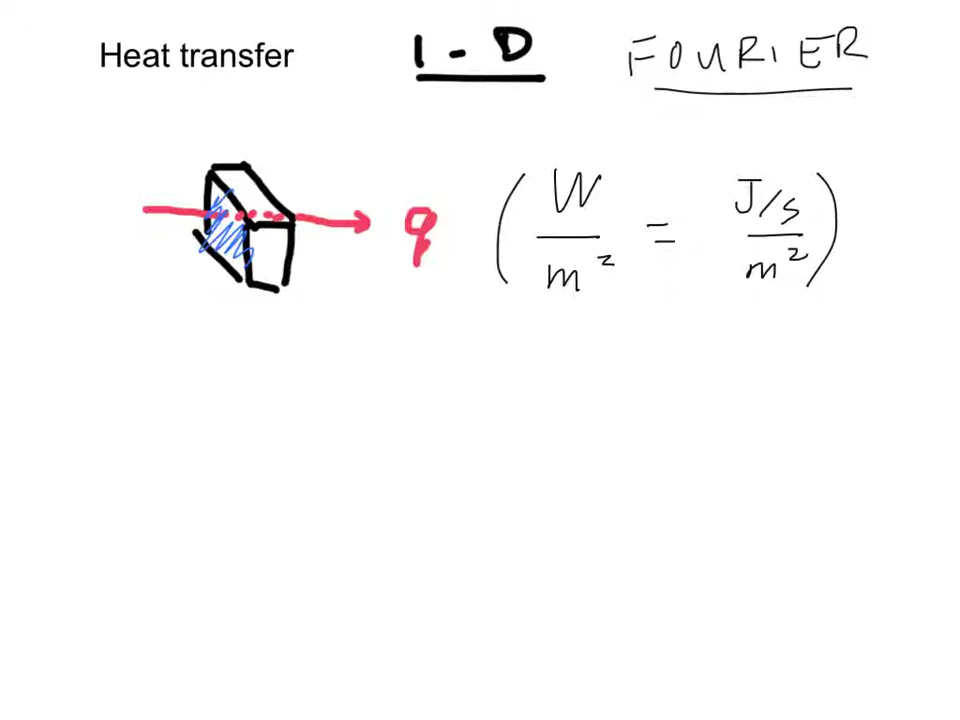 Heat transfer 1-D FOURIER
q ( W/m² = J/s/m² )